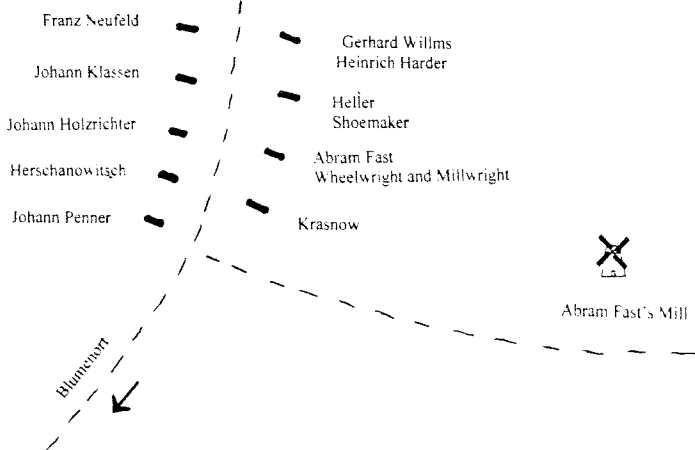 Franz Neufeld
Johann Klassen
Johann Holzrichter
Herschanowitsch
Johann Penner
Gerhard Willms
Heinrich Harder
Heller
Shoemaker
Abram Fast
Wheelwright and Millwright
Krasnow
Abram Fast's Mill
Blumenort